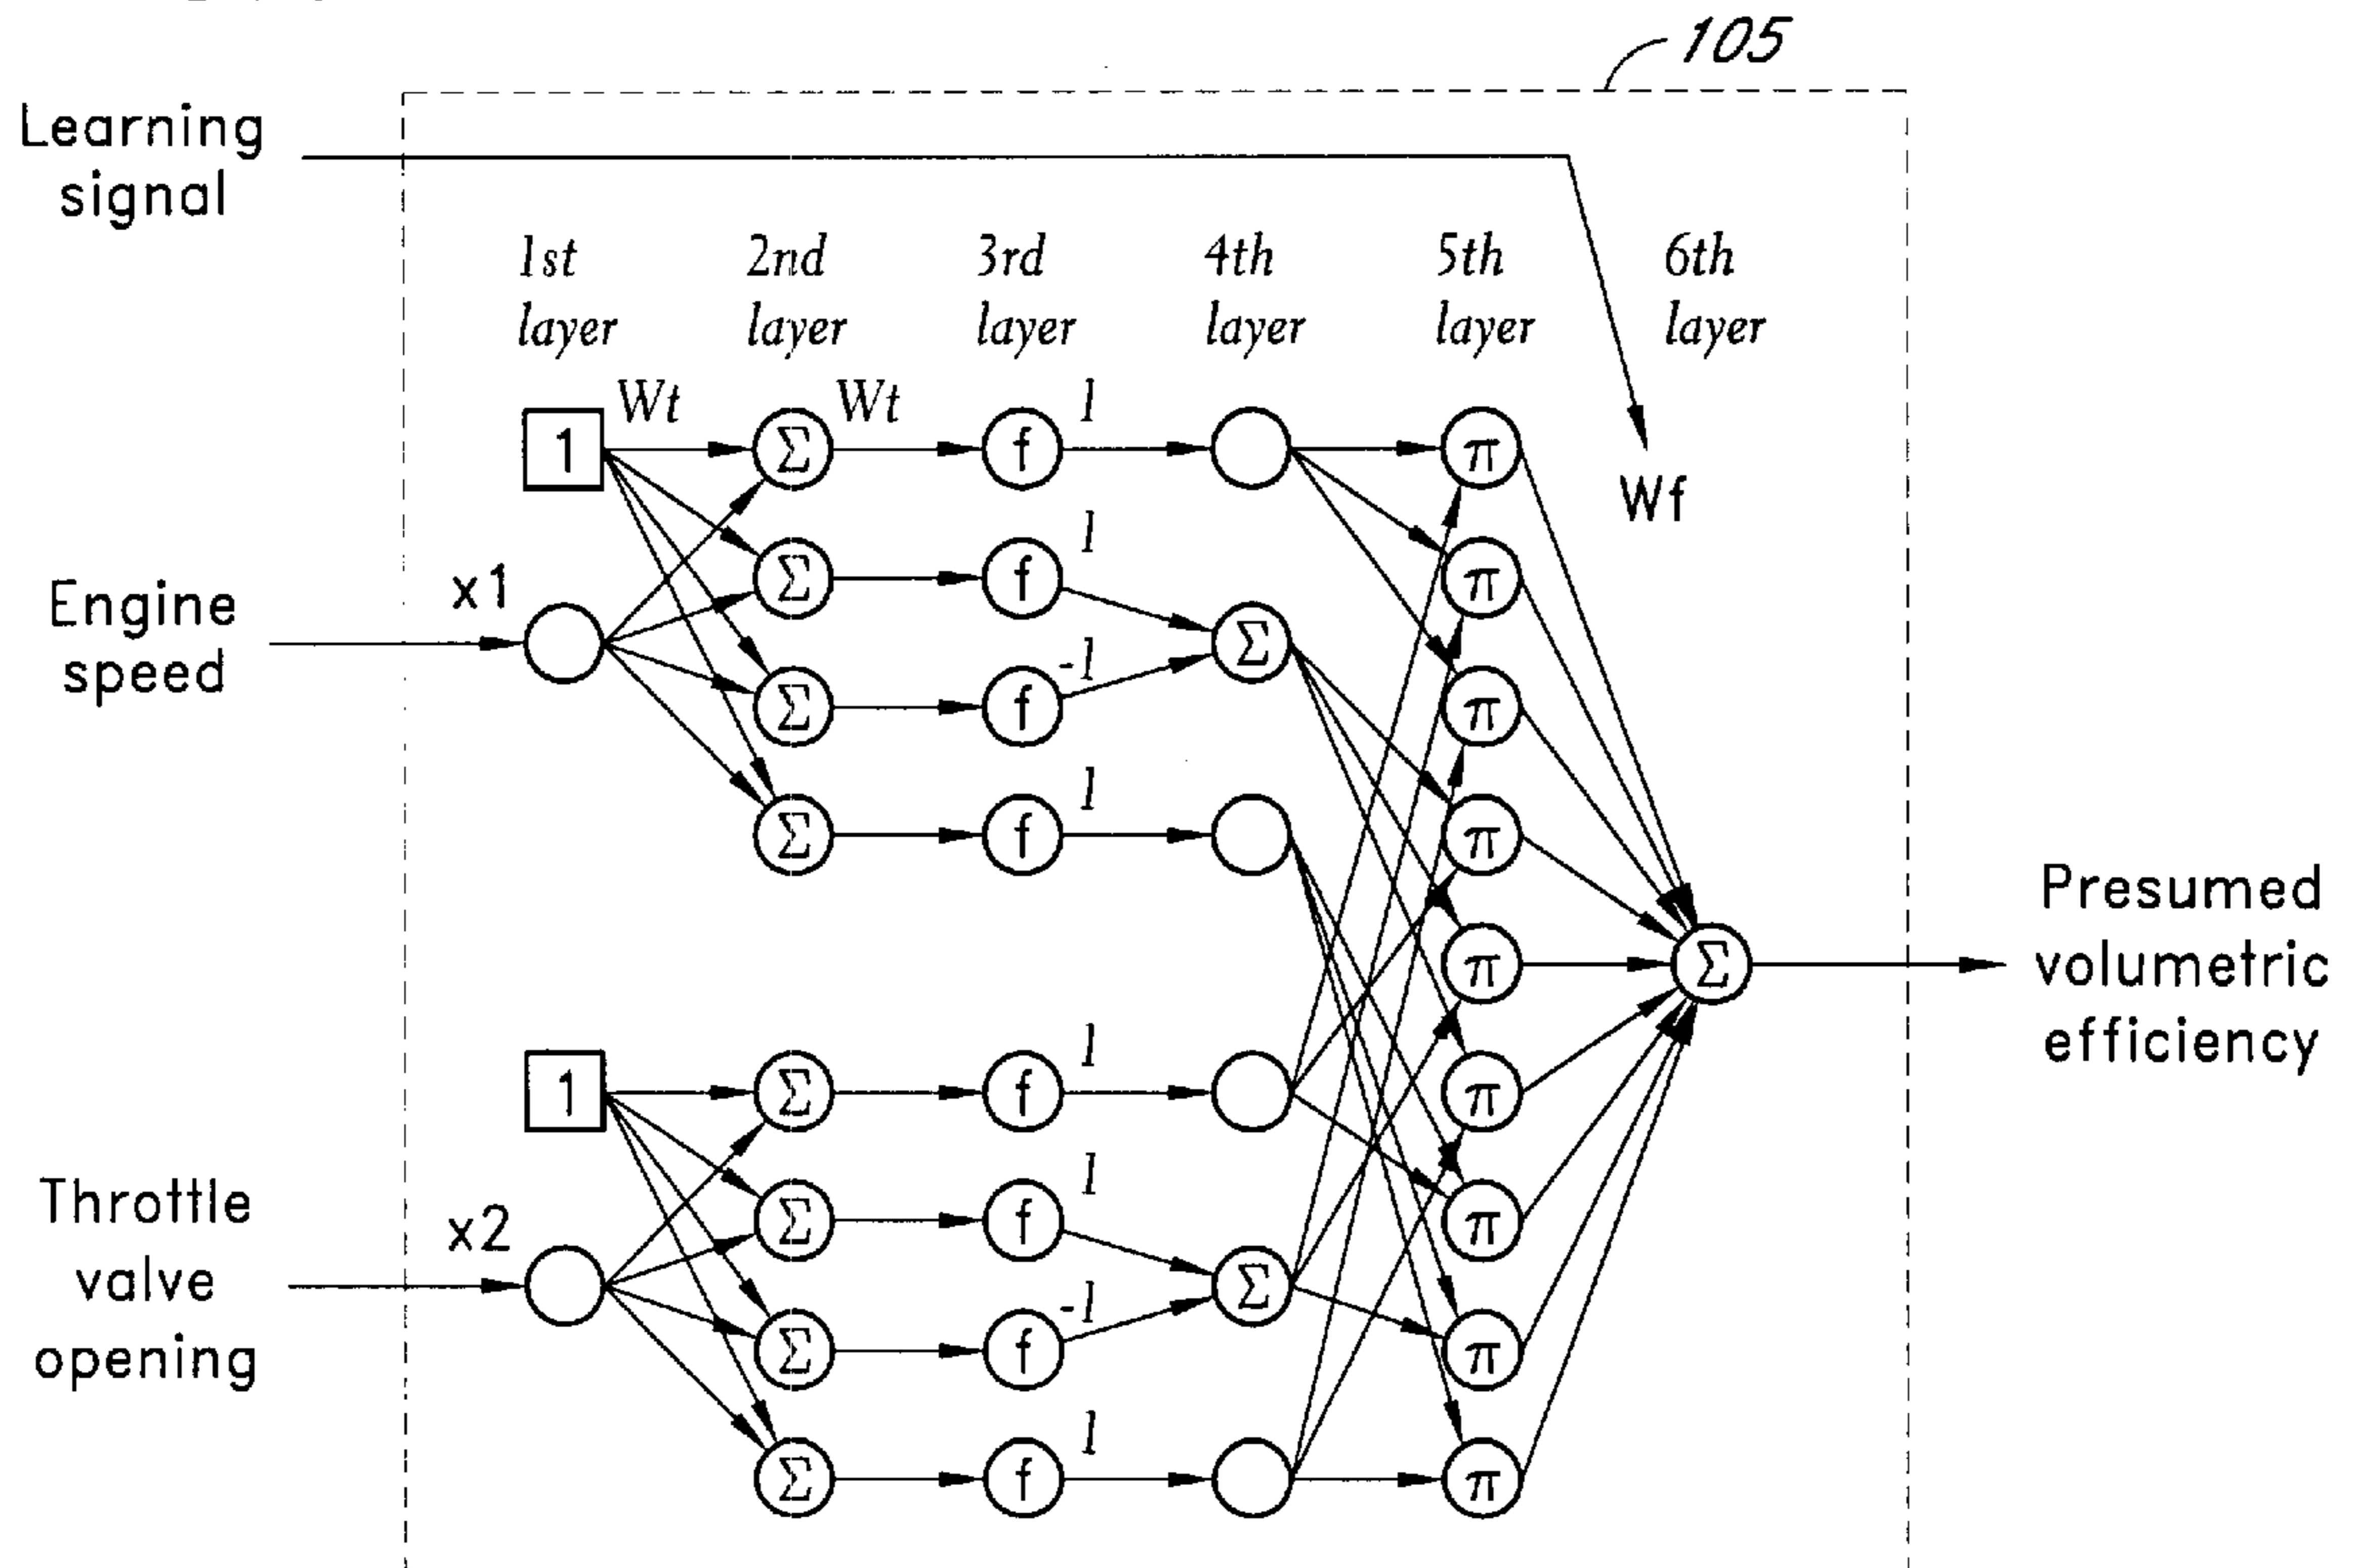 105
Learning
signal
1st
layer
2nd
layer
3rd
layer
4th
layer
5th
layer
6th
layer
Wt
Wt
1
1 Σ f π
Wf
1
Σ f π
x1
Engine
speed
Σ
-1
Σ f π
1
Σ f π
Presumed
volumetric
efficiency
π Σ
1
1 Σ f π
1
Σ f π
x2
Throttle
valve
opening
Σ
-1
Σ f π
1
Σ f π